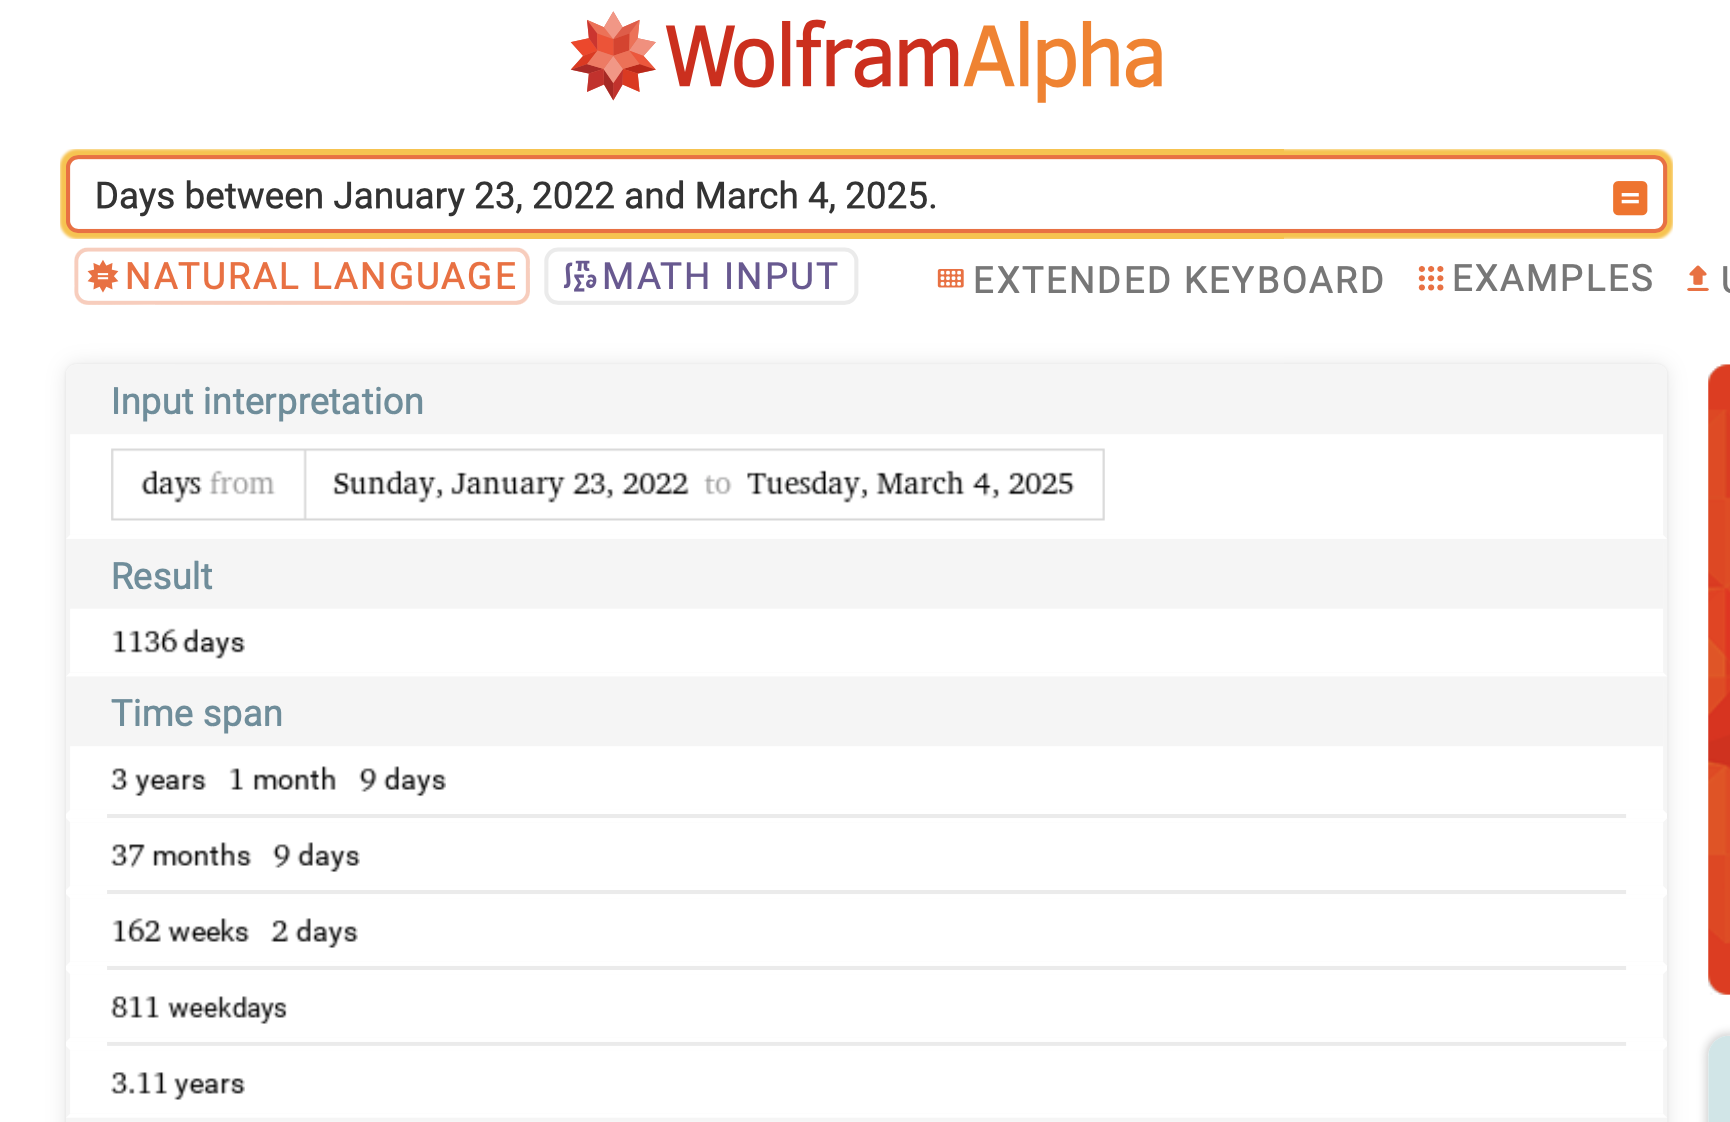 WolframAlpha
Days between January 23, 2022 and March 4, 2025.
NATURAL LANGUAGE MATH INPUT EXTENDED KEYBOARD EXAMPLES
Input interpretation
days from Sunday, January 23, 2022 to Tuesday, March 4, 2025
Result
1136 days
Time span
3 years 1 month 9 days
37 months 9 days
162 weeks 2 days
811 weekdays
3.11 years